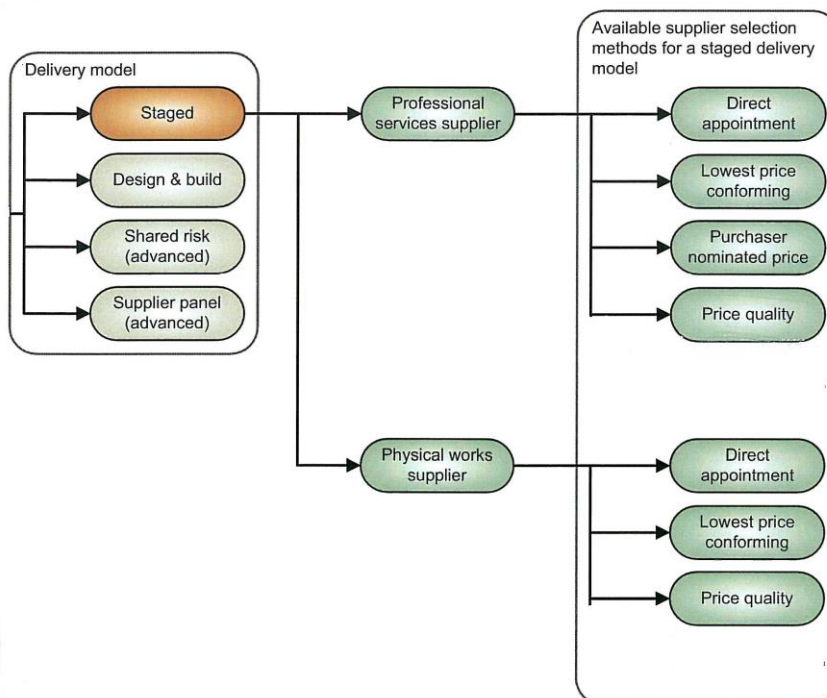 Available supplier selection
methods for a staged delivery
model
Delivery model
Staged
Design & build
Shared risk
(advanced)
Supplier panel
(advanced)
Professional
services supplier
Direct
appointment
Lowest price
conforming
Purchaser
nominated price
Price quality
Physical works
supplier
Direct
appointment
Lowest price
conforming
Price quality